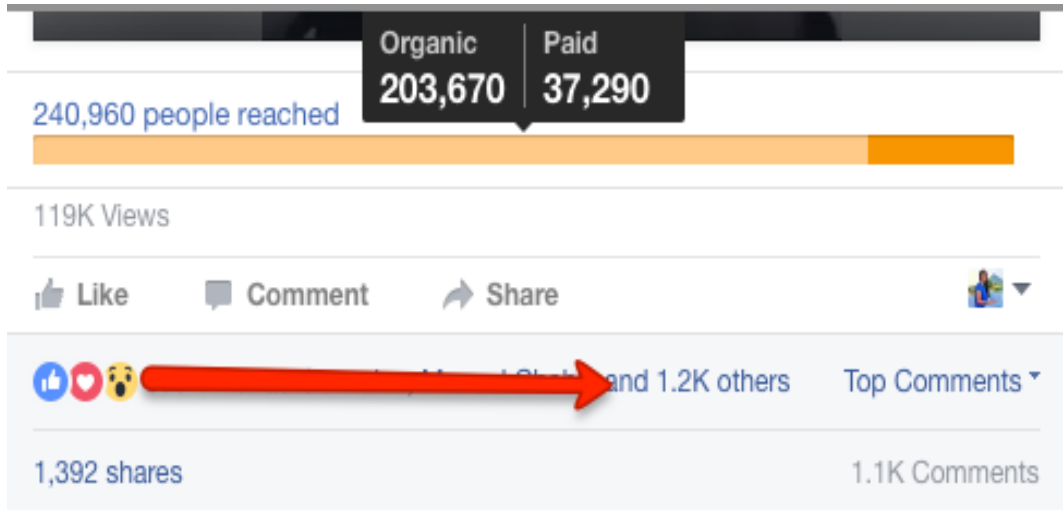 Organic Paid
203,670 37,290
240,960 people reached
119K Views
Like Comment Share
and 1.2K others Top Comments
1,392 shares 1.1K Comments